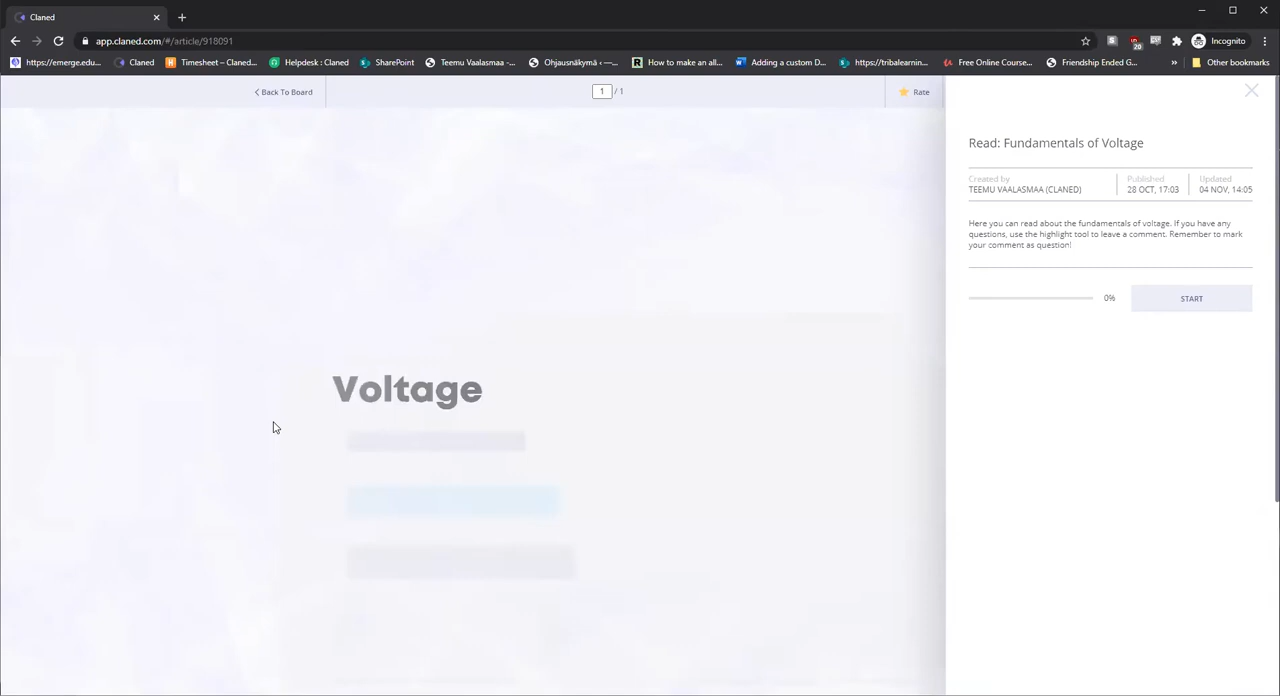 Claned
app.claned.com/#/article/918091
20
Incognito
https://emerge.edu...
Claned
Timesheet – Claned...
Helpdesk : Claned
SharePoint
Teemu Vaalasmaa -...
Ohjausnäkymä ‹ —...
How to make an all...
Adding a custom D...
https://tribalearnin...
Free Online Course...
Friendship Ended G...
»
Other bookmarks
Back To Board
1 / 1
Rate
Read: Fundamentals of Voltage
Created by
TEEMU VAALASMAA (CLANED)
Published
28 OCT, 17:03
Updated
04 NOV, 14:05
Here you can read about the fundamentals of voltage. If you have any
questions, use the highlight tool to leave a comment. Remember to mark
your comment as question!
0%
START
Voltage